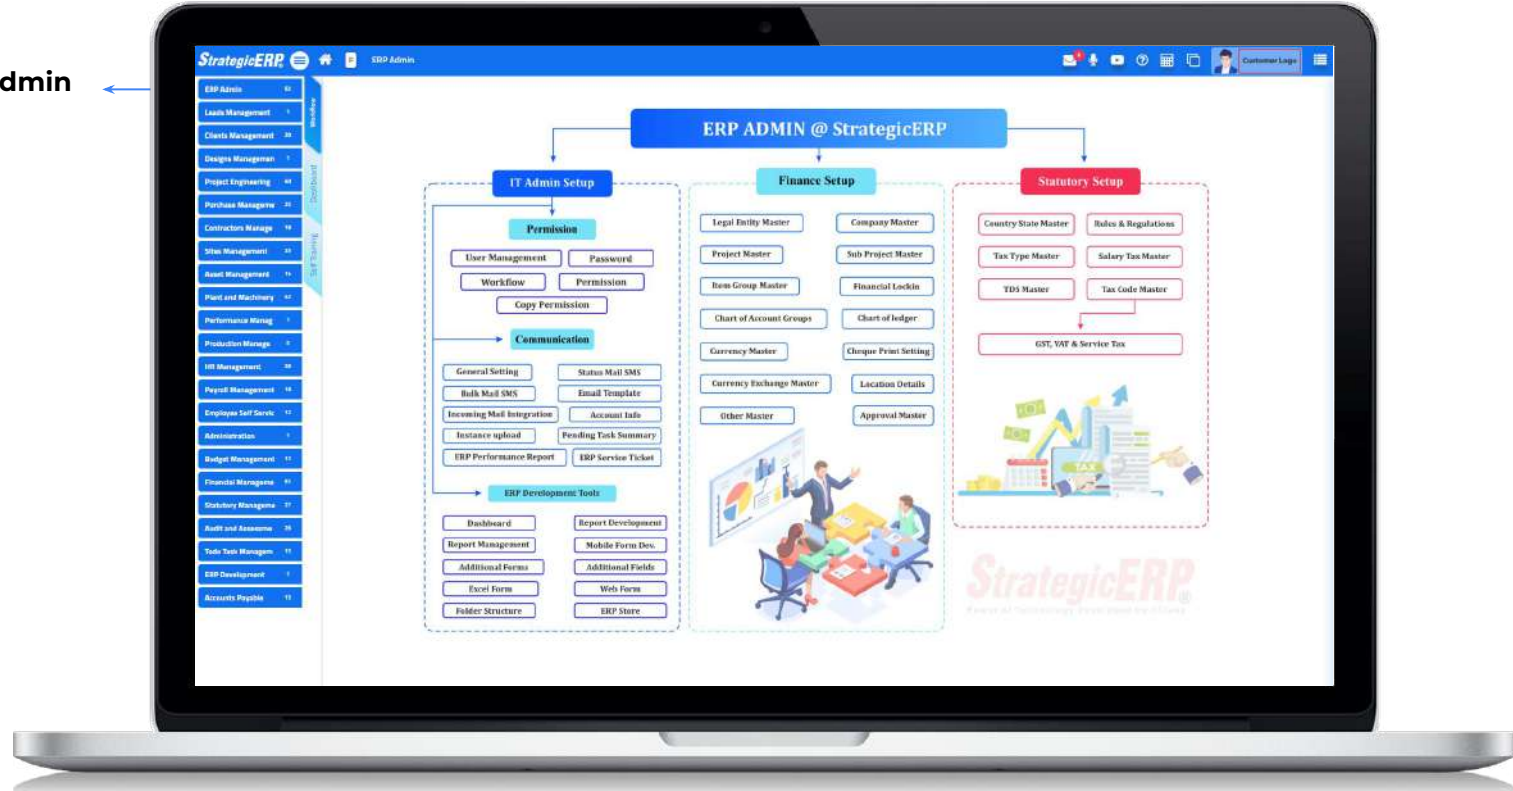 dmin
StrategicERP
ERP Admin
Customer Logo
ERP Admin
Leads Management
Clients Management
Designs Managemen
Project Engineering
Purchase Manageme
Contractors Manage
Sites Management
Asset Management
Plant and Machinery
Performance Manag
Production Manage
HR Management
Payroll Management
Employee Self Servic
Administration
Budget Management
Financial Manageme
Statutory Manageme
Audit and Assessme
Todo Task Managem
ERP Development
Accounts Payable
Workflow
Dashboard
Self Training
ERP ADMIN @ StrategicERP
IT Admin Setup
Permission
User Management
Password
Workflow
Permission
Copy Permission
Communication
General Setting
Status Mail SMS
Bulk Mail SMS
Email Template
Incoming Mail Integration
Account Info
Instance upload
Pending Task Summary
ERP Performance Report
ERP Service Ticket
ERP Development Tools
Dashboard
Report Development
Report Management
Mobile Form Dev.
Additional Forms
Additional Fields
Excel Form
Web Form
Folder Structure
ERP Store
Finance Setup
Legal Entity Master
Company Master
Project Master
Sub Project Master
Item Group Master
Financial Lockin
Chart of Account Groups
Chart of ledger
Currency Master
Cheque Print Setting
Currency Exchange Master
Location Details
Other Master
Approval Master
Statutory Setup
Country State Master
Rules & Regulations
Tax Type Master
Salary Tax Master
TDS Master
Tax Code Master
GST, VAT & Service Tax
TAX
StrategicERP®